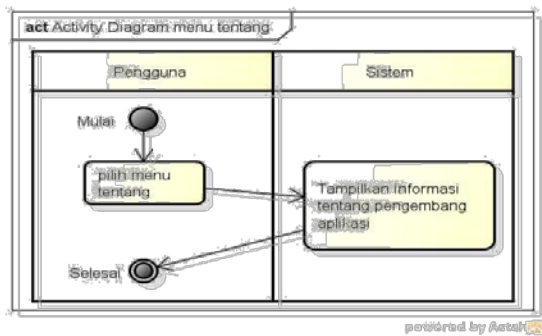 act Activity Diagram menu tentang
Pengguna
Sistem
Mulai
pilih menu
tentang
Tampilkan Informasi
tentang pengembang
aplikasi
Selesai
powered by Astah